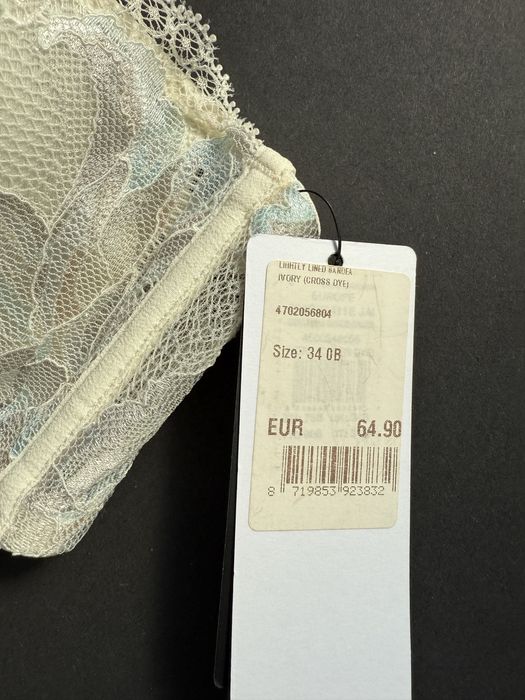 LIGHTLY LINED BANDEA
IVORY (CROSS DYE)
4702056804
Size: 34 0B
EUR 64.90
8 719853 923832